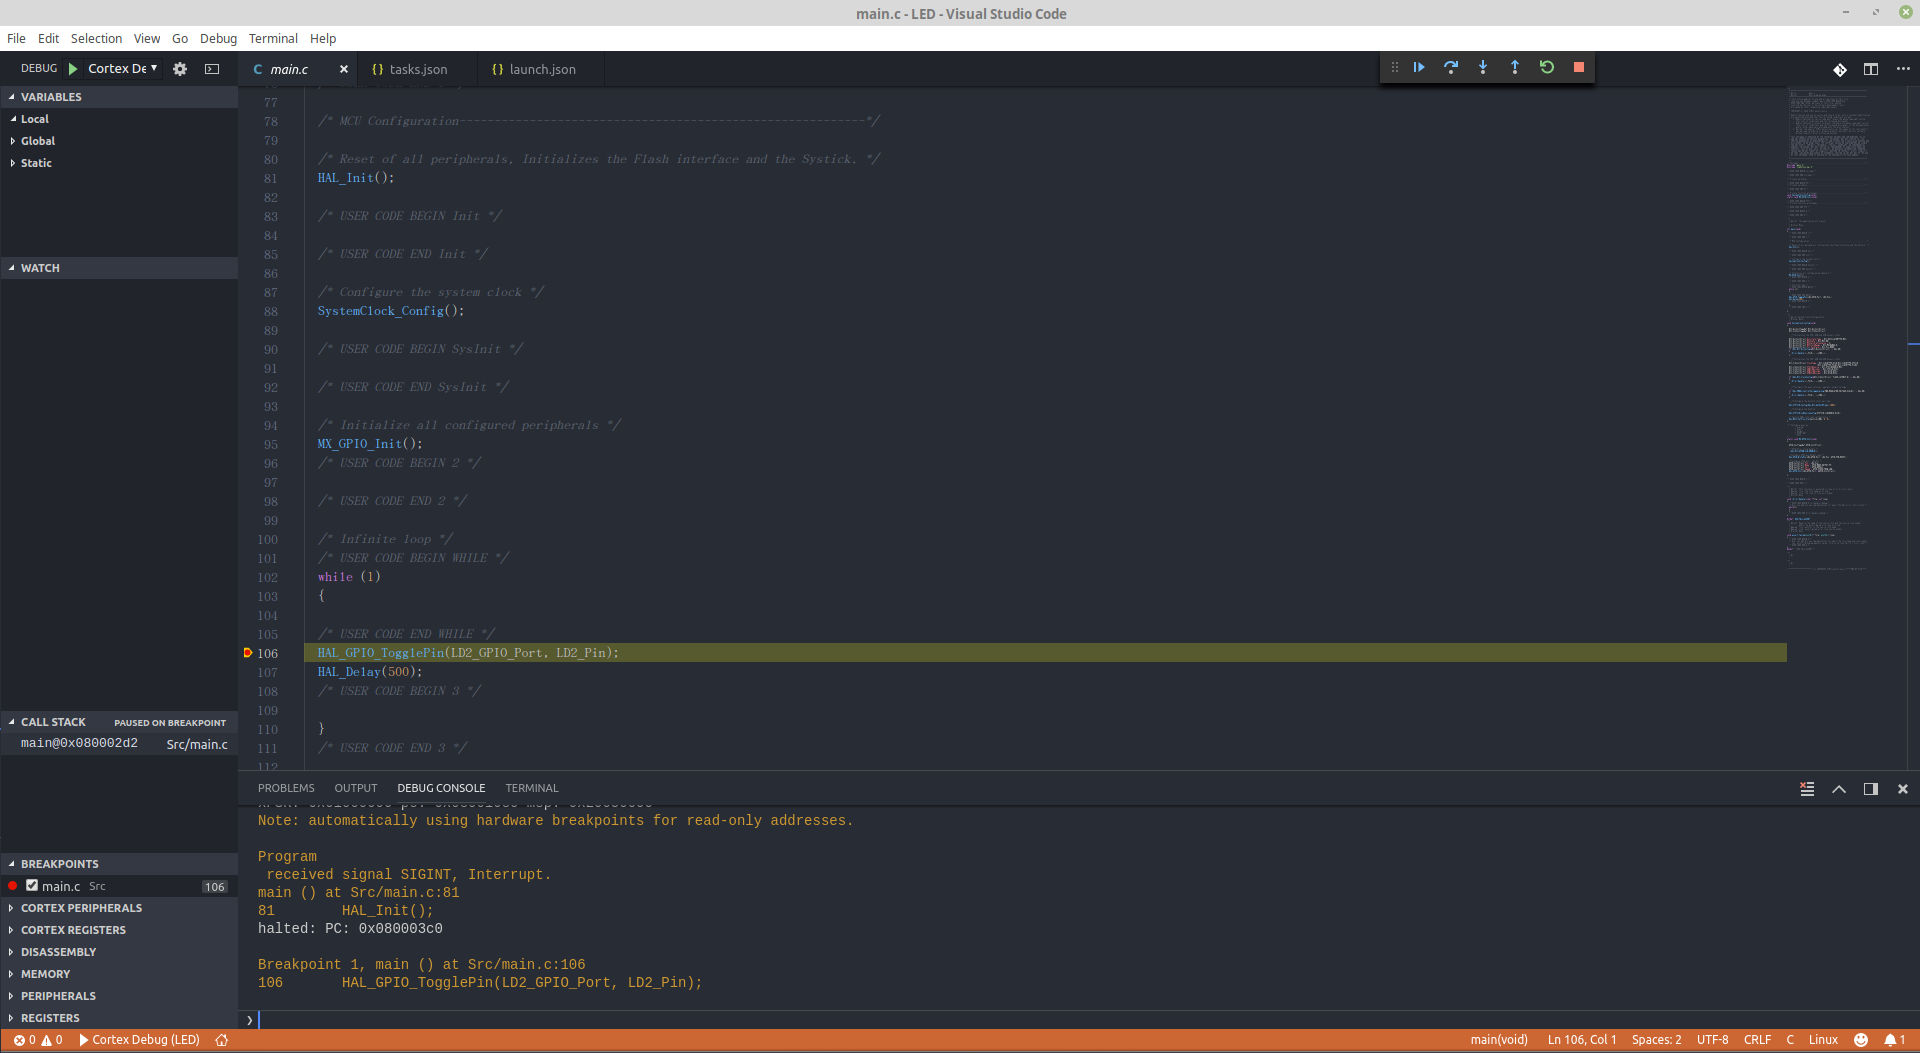 main.c - LED - Visual Studio Code
File Edit Selection View Go Debug Terminal Help
DEBUG Cortex De
C main.c
{} tasks.json
{} launch.json
VARIABLES
Local
Global
Static
WATCH
CALL STACK PAUSED ON BREAKPOINT
main@0x080002d2 Src/main.c
BREAKPOINTS
main.c Src 106
CORTEX PERIPHERALS
CORTEX REGISTERS
DISASSEMBLY
MEMORY
PERIPHERALS
REGISTERS
77
78 /* MCU Configuration----------------------------------------------------------*/
79
80 /* Reset of all peripherals, Initializes the Flash interface and the Systick. */
81 HAL_Init();
82
83 /* USER CODE BEGIN Init */
84
85 /* USER CODE END Init */
86
87 /* Configure the system clock */
88 SystemClock_Config();
89
90 /* USER CODE BEGIN SysInit */
91
92 /* USER CODE END SysInit */
93
94 /* Initialize all configured peripherals */
95 MX_GPIO_Init();
96 /* USER CODE BEGIN 2 */
97
98 /* USER CODE END 2 */
99
100 /* Infinite loop */
101 /* USER CODE BEGIN WHILE */
102 while (1)
103 {
104
105 /* USER CODE END WHILE */
106 HAL_GPIO_TogglePin(LD2_GPIO_Port, LD2_Pin);
107 HAL_Delay(500);
108 /* USER CODE BEGIN 3 */
109
110 }
111 /* USER CODE END 3 */
112
PROBLEMS OUTPUT DEBUG CONSOLE TERMINAL
Note: automatically using hardware breakpoints for read-only addresses.
Program
received signal SIGINT, Interrupt.
main () at Src/main.c:81
81 HAL_Init();
halted: PC: 0x080003c0
Breakpoint 1, main () at Src/main.c:106
106 HAL_GPIO_TogglePin(LD2_GPIO_Port, LD2_Pin);
0 0 Cortex Debug (LED) main(void) Ln 106, Col 1 Spaces: 2 UTF-8 CRLF C Linux 1